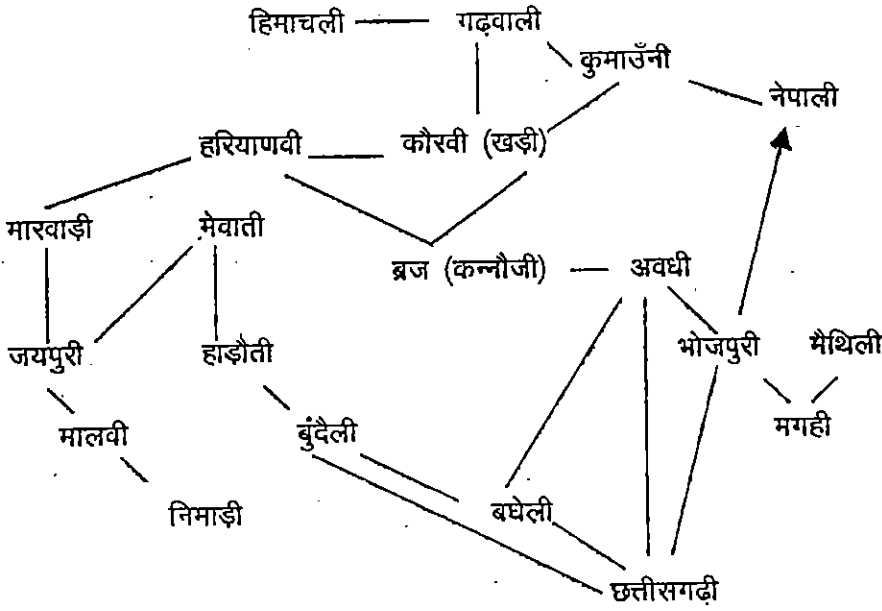 हिमाचली गढ़वाली
कुमाउँनी
नेपाली
हरियाणवी कौरवी (खड़ी)
मारवाड़ी मेवाती
ब्रज (कन्नौजी) अवधी
जयपुरी हाड़ौती भोजपुरी मैथिली
मालवी बुंदैली मगही
निमाड़ी बघेली
छत्तीसगढ़ी